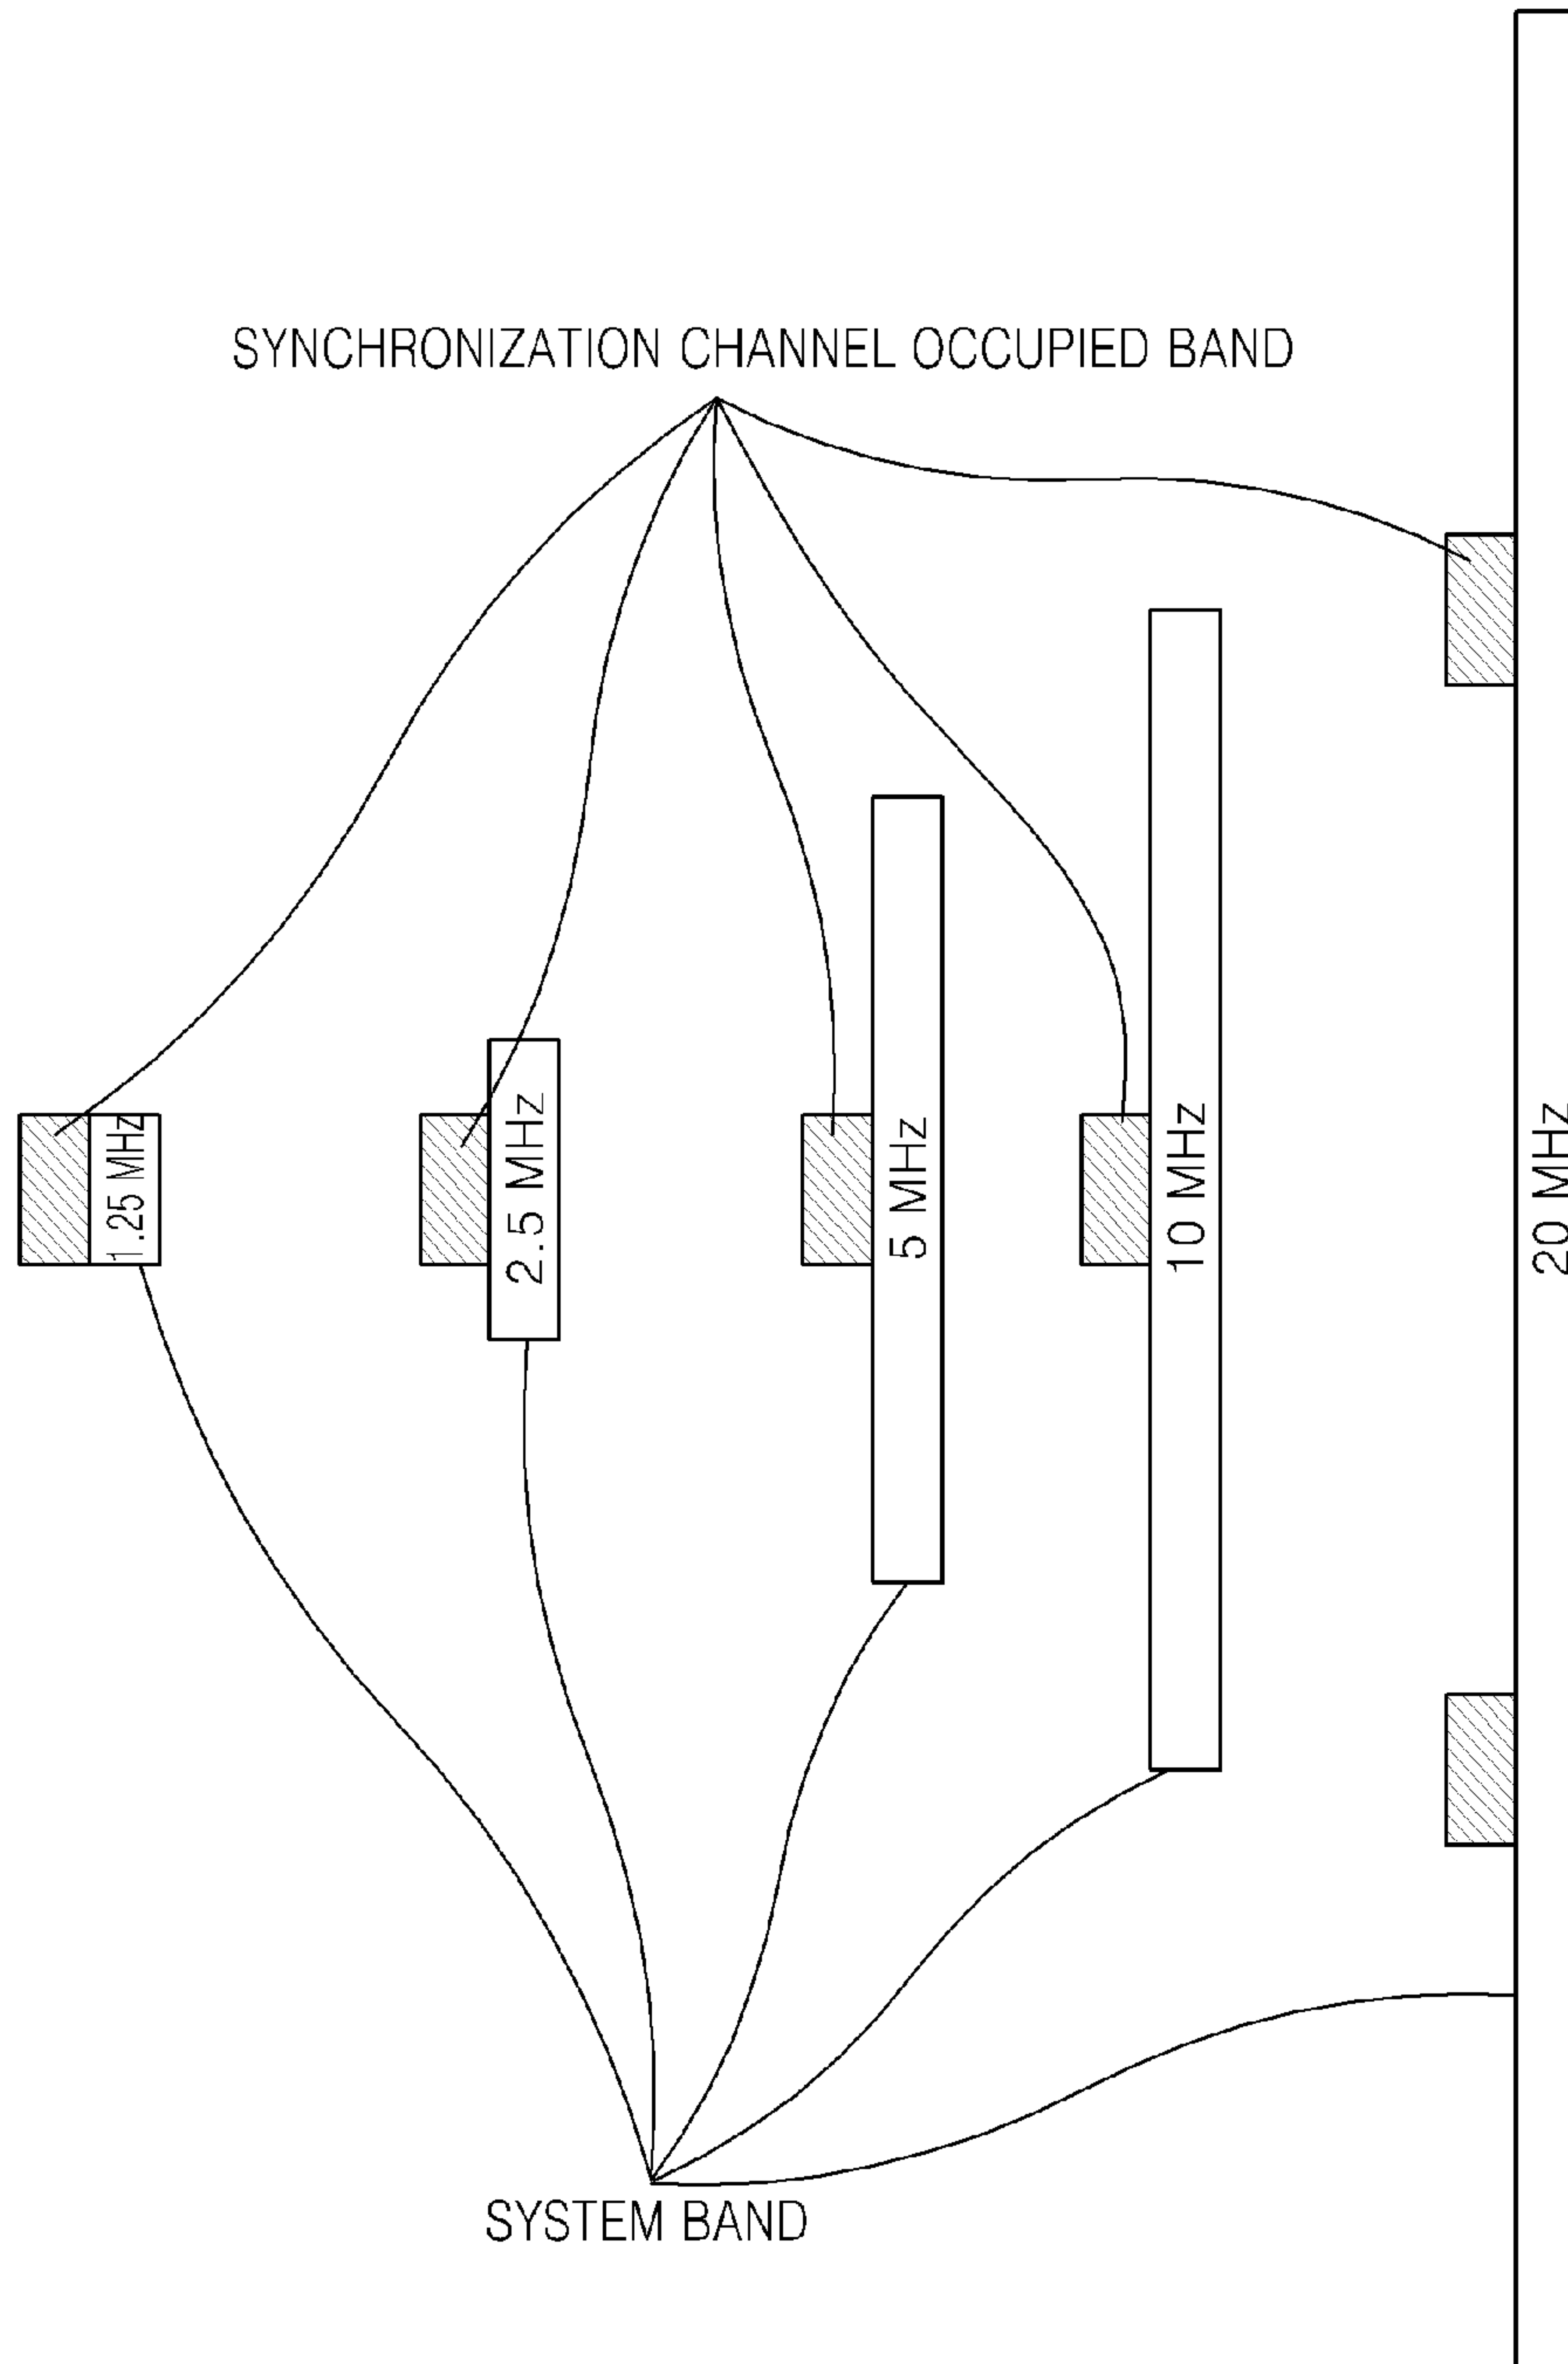 SYNCHRONIZATION CHANNEL OCCUPIED BAND
1.25 MHz
2.5 MHz
5 MHz
10 MHz
20 MHz
SYSTEM BAND